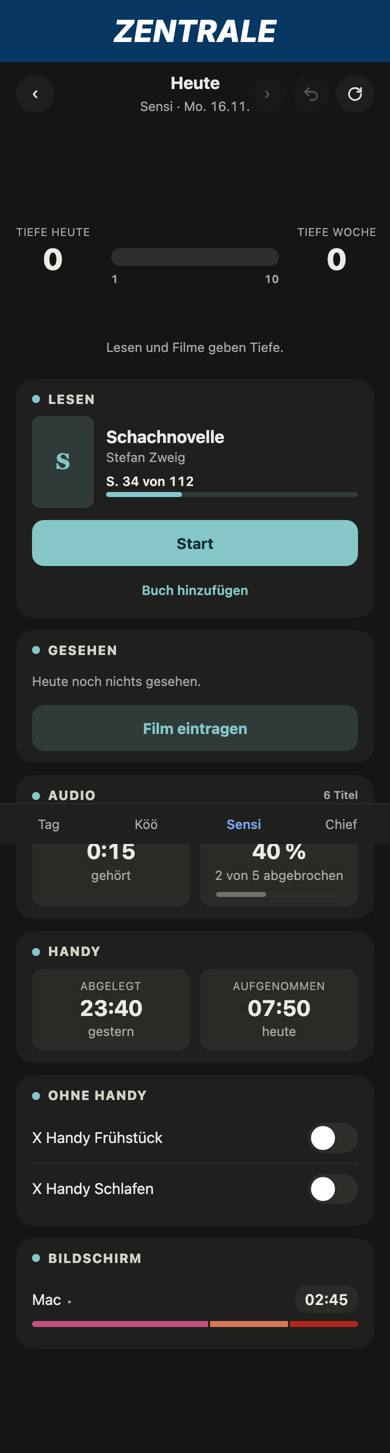 ZENTRALE
Heute
Sensi · Mo. 16.11.
TIEFE HEUTE
0
1
10
TIEFE WOCHE
0
Lesen und Filme geben Tiefe.
LESEN
S
Schachnovelle
Stefan Zweig
S. 34 von 112
Start
Buch hinzufügen
GESEHEN
Heute noch nichts gesehen.
Film eintragen
AUDIO
6 Titel
Tag
Köö
Sensi
Chief
0:15
gehört
40 %
2 von 5 abgebrochen
HANDY
ABGELEGT
23:40
gestern
AUFGENOMMEN
07:50
heute
OHNE HANDY
X Handy Frühstück
X Handy Schlafen
BILDSCHIRM
Mac
02:45